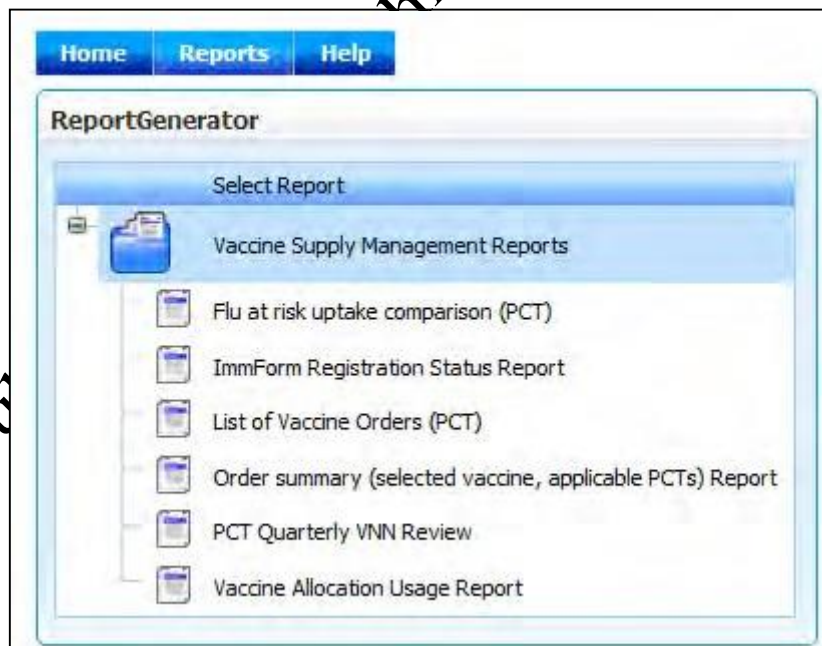 Home Reports Help
ReportGenerator
Select Report
Vaccine Supply Management Reports
Flu at risk uptake comparison (PCT)
ImmForm Registration Status Report
List of Vaccine Orders (PCT)
Order summary (selected vaccine, applicable PCTs) Report
PCT Quarterly VNN Review
Vaccine Allocation Usage Report